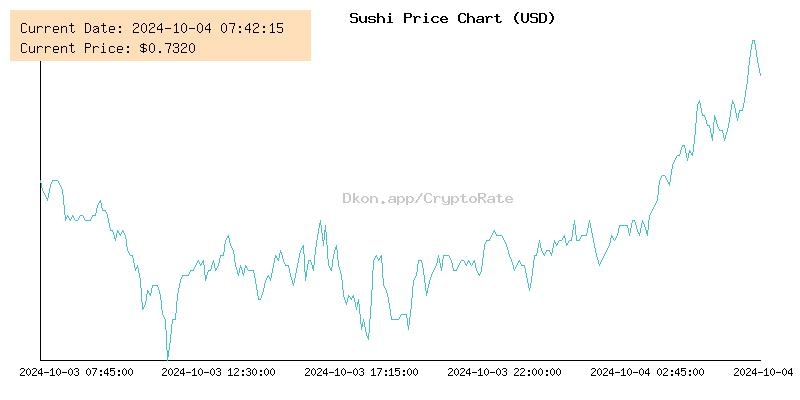 Sushi Price Chart (USD)
Current Date: 2024-10-04 07:42:15
Current Price: $0.7320
Dkon.app/CryptoRate
2024-10-03 07:45:00 2024-10-03 12:30:00 2024-10-03 17:15:00 2024-10-03 22:00:00 2024-10-04 02:45:00 2024-10-04